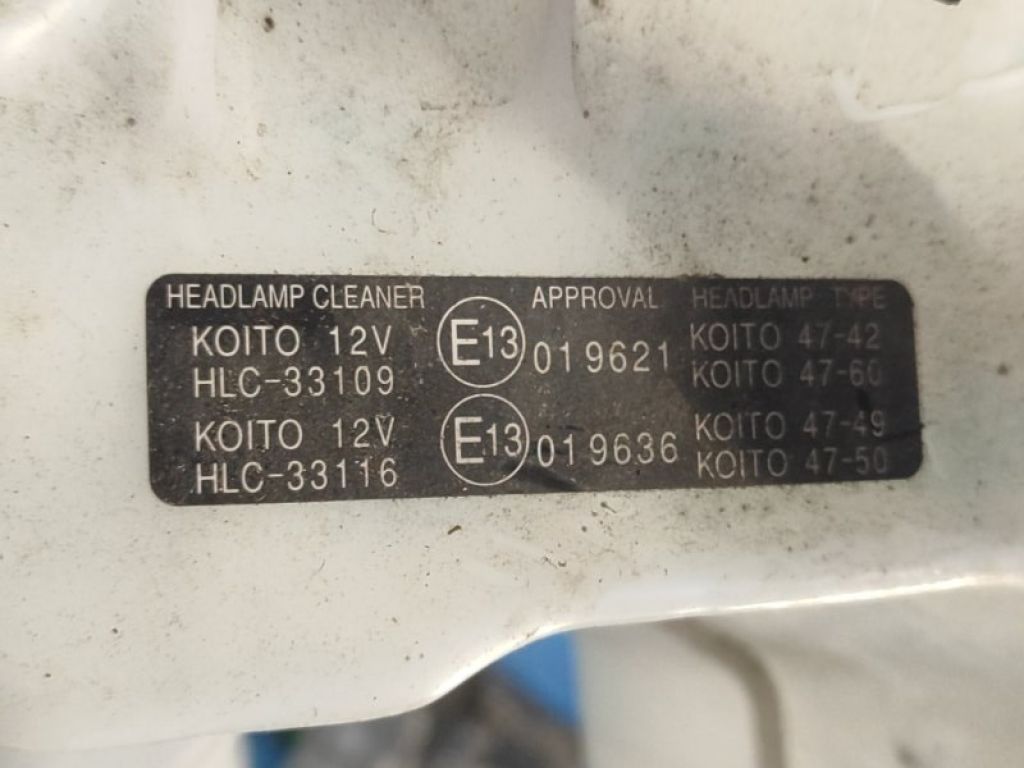 HEADLAMP CLEANER APPROVAL HEADLAMP TYPE
KOITO 12V E13 019621 KOITO 47-42
HLC-33109 KOITO 47-60
KOITO 12V E13 019636 KOITO 47-49
HLC-33116 KOITO 47-50